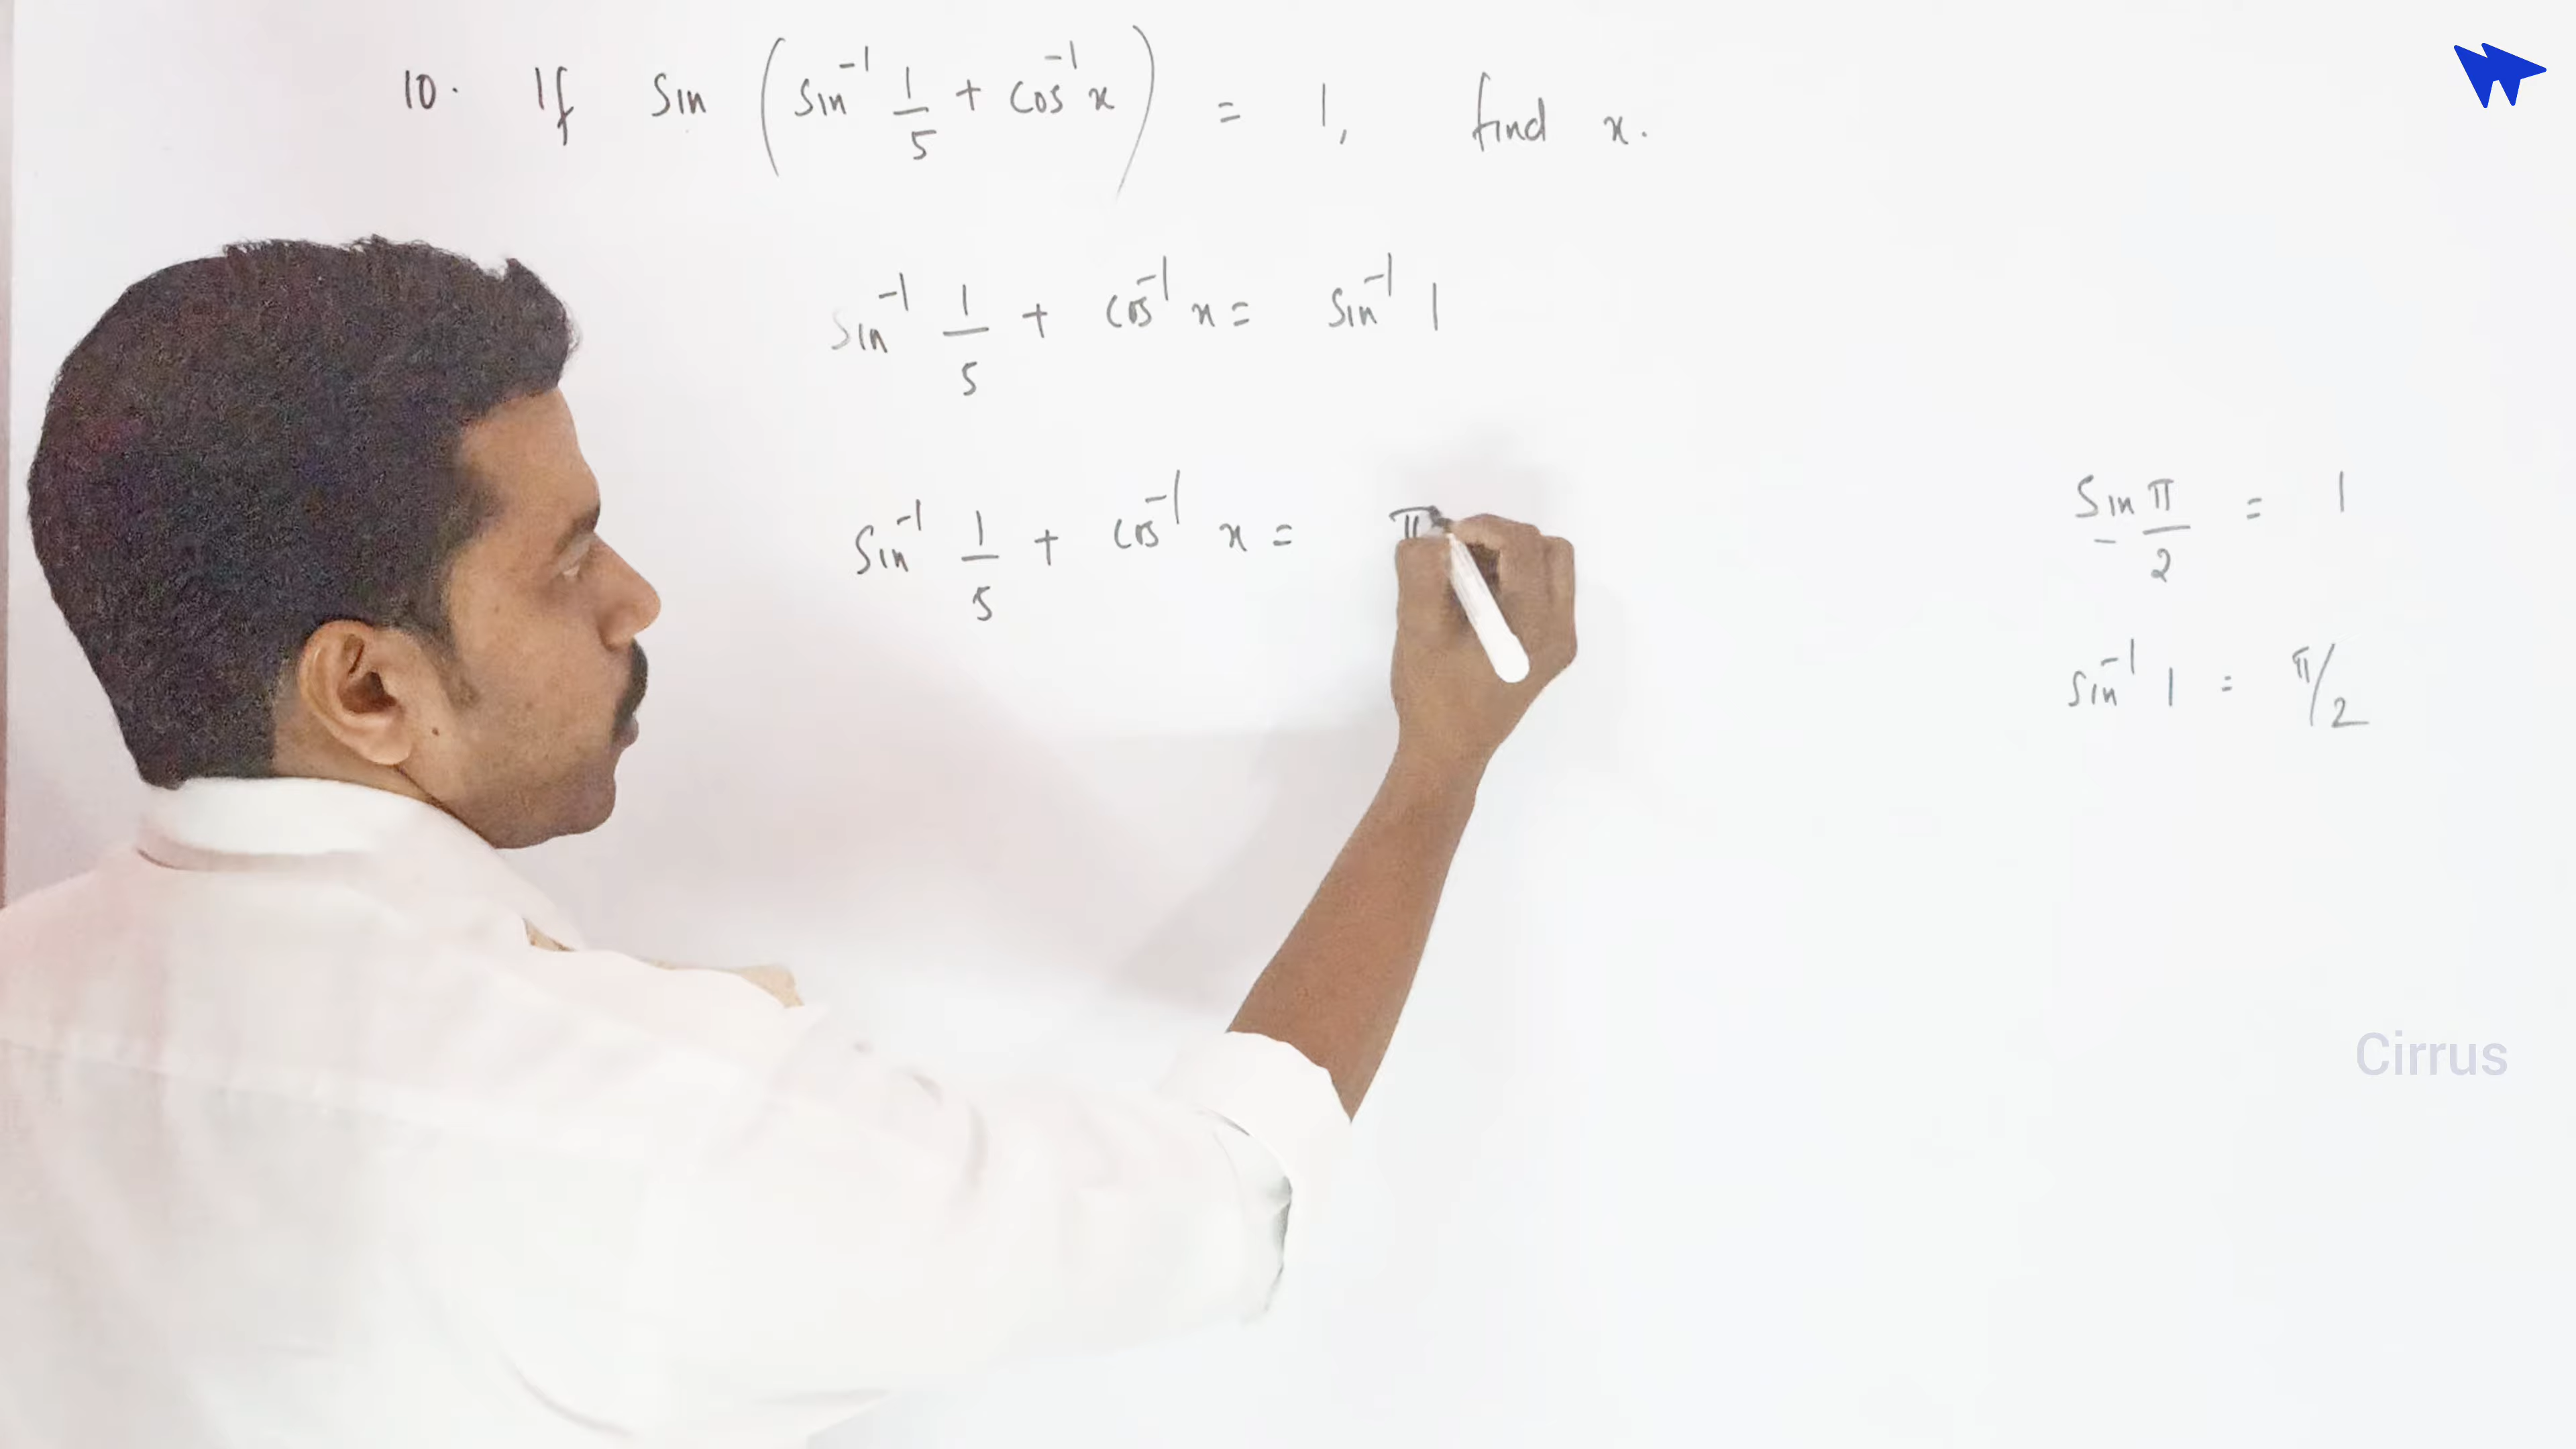 10. If Sin (Sin⁻¹ 1/5 + Cos⁻¹ x) = 1, find x.
Sin⁻¹ 1/5 + Cos⁻¹ x = Sin⁻¹ 1
Sin⁻¹ 1/5 + Cos⁻¹ x = π
Sin π/2 = 1
Sin⁻¹ 1 = π/2
Cirrus